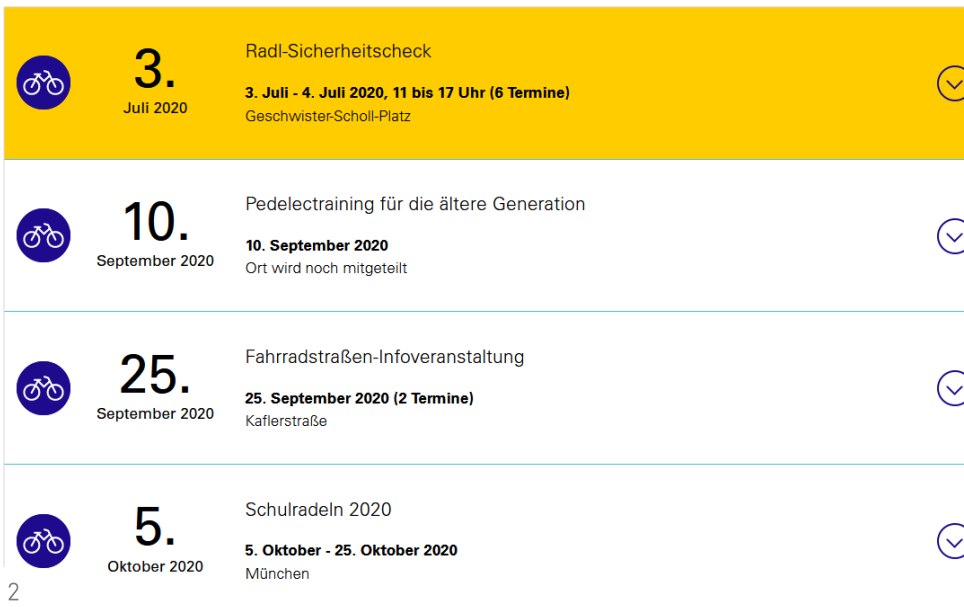 3.
Juli 2020
Radl-Sicherheitscheck
3. Juli - 4. Juli 2020, 11 bis 17 Uhr (6 Termine)
Geschwister-Scholl-Platz
10.
September 2020
Pedelectraining für die ältere Generation
10. September 2020
Ort wird noch mitgeteilt
25.
September 2020
Fahrradstraßen-Infoveranstaltung
25. September 2020 (2 Termine)
Kaflerstraße
5.
Oktober 2020
Schulradeln 2020
5. Oktober - 25. Oktober 2020
München
2